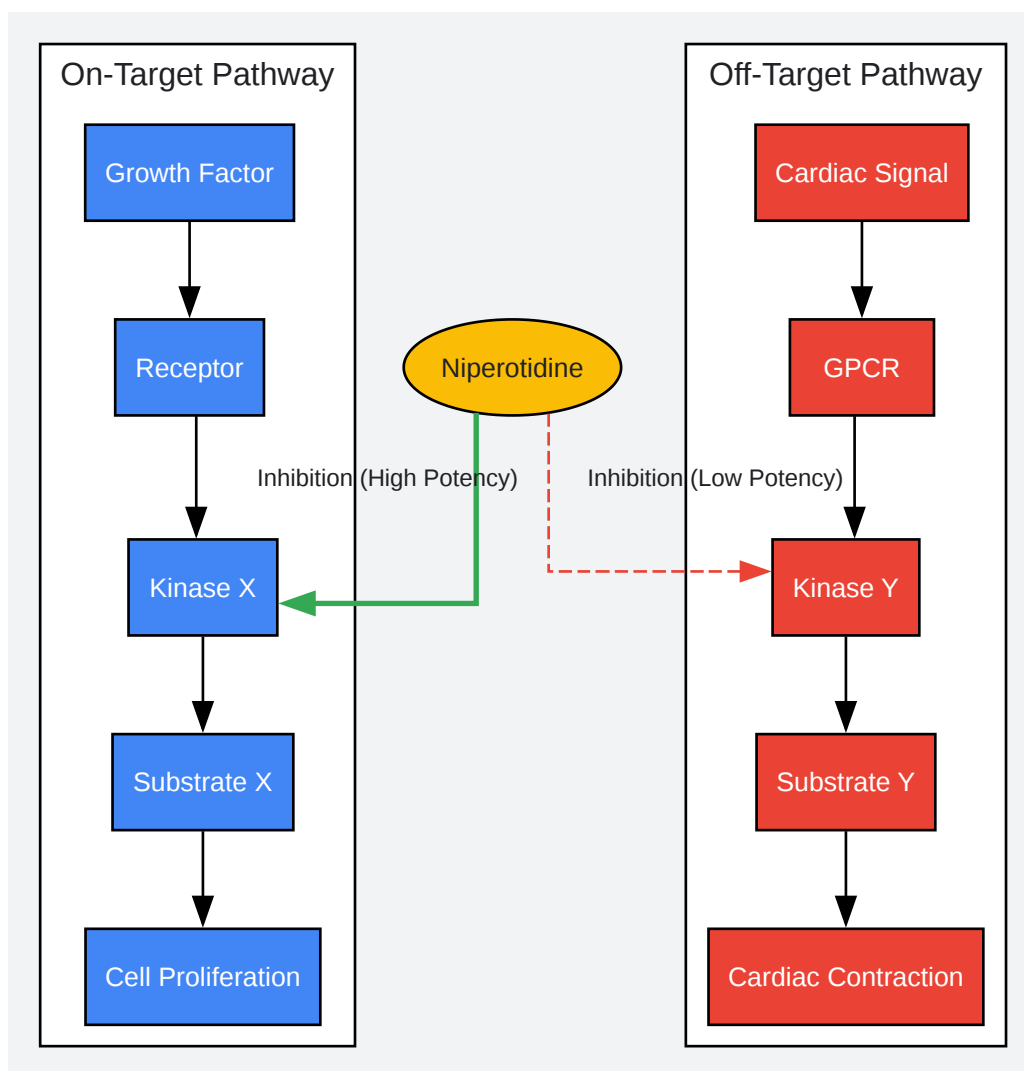 On-Target Pathway
Growth Factor
Receptor
Inhibition (High Potency)
Kinase X
Substrate X
Cell Proliferation
Niperotidine
Off-Target Pathway
Cardiac Signal
GPCR
Inhibition (Low Potency)
Kinase Y
Substrate Y
Cardiac Contraction